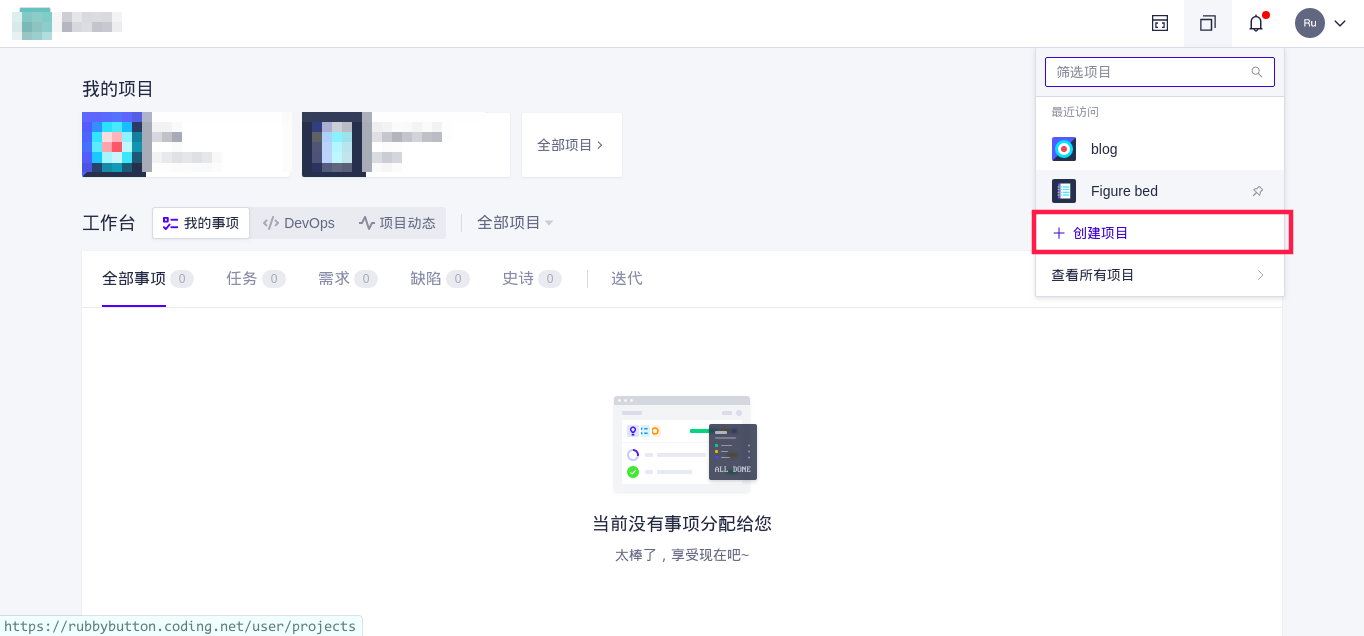 Ru
筛选项目
最近访问
blog
Figure bed
创建项目
查看所有项目
我的项目
全部项目
工作台
我的事项
DevOps
项目动态
全部项目
全部事项 0
任务 0
需求 0
缺陷 0
史诗 0
迭代
ALL DONE
当前没有事项分配给您
太棒了，享受现在吧~
https://rubbybutton.coding.net/user/projects